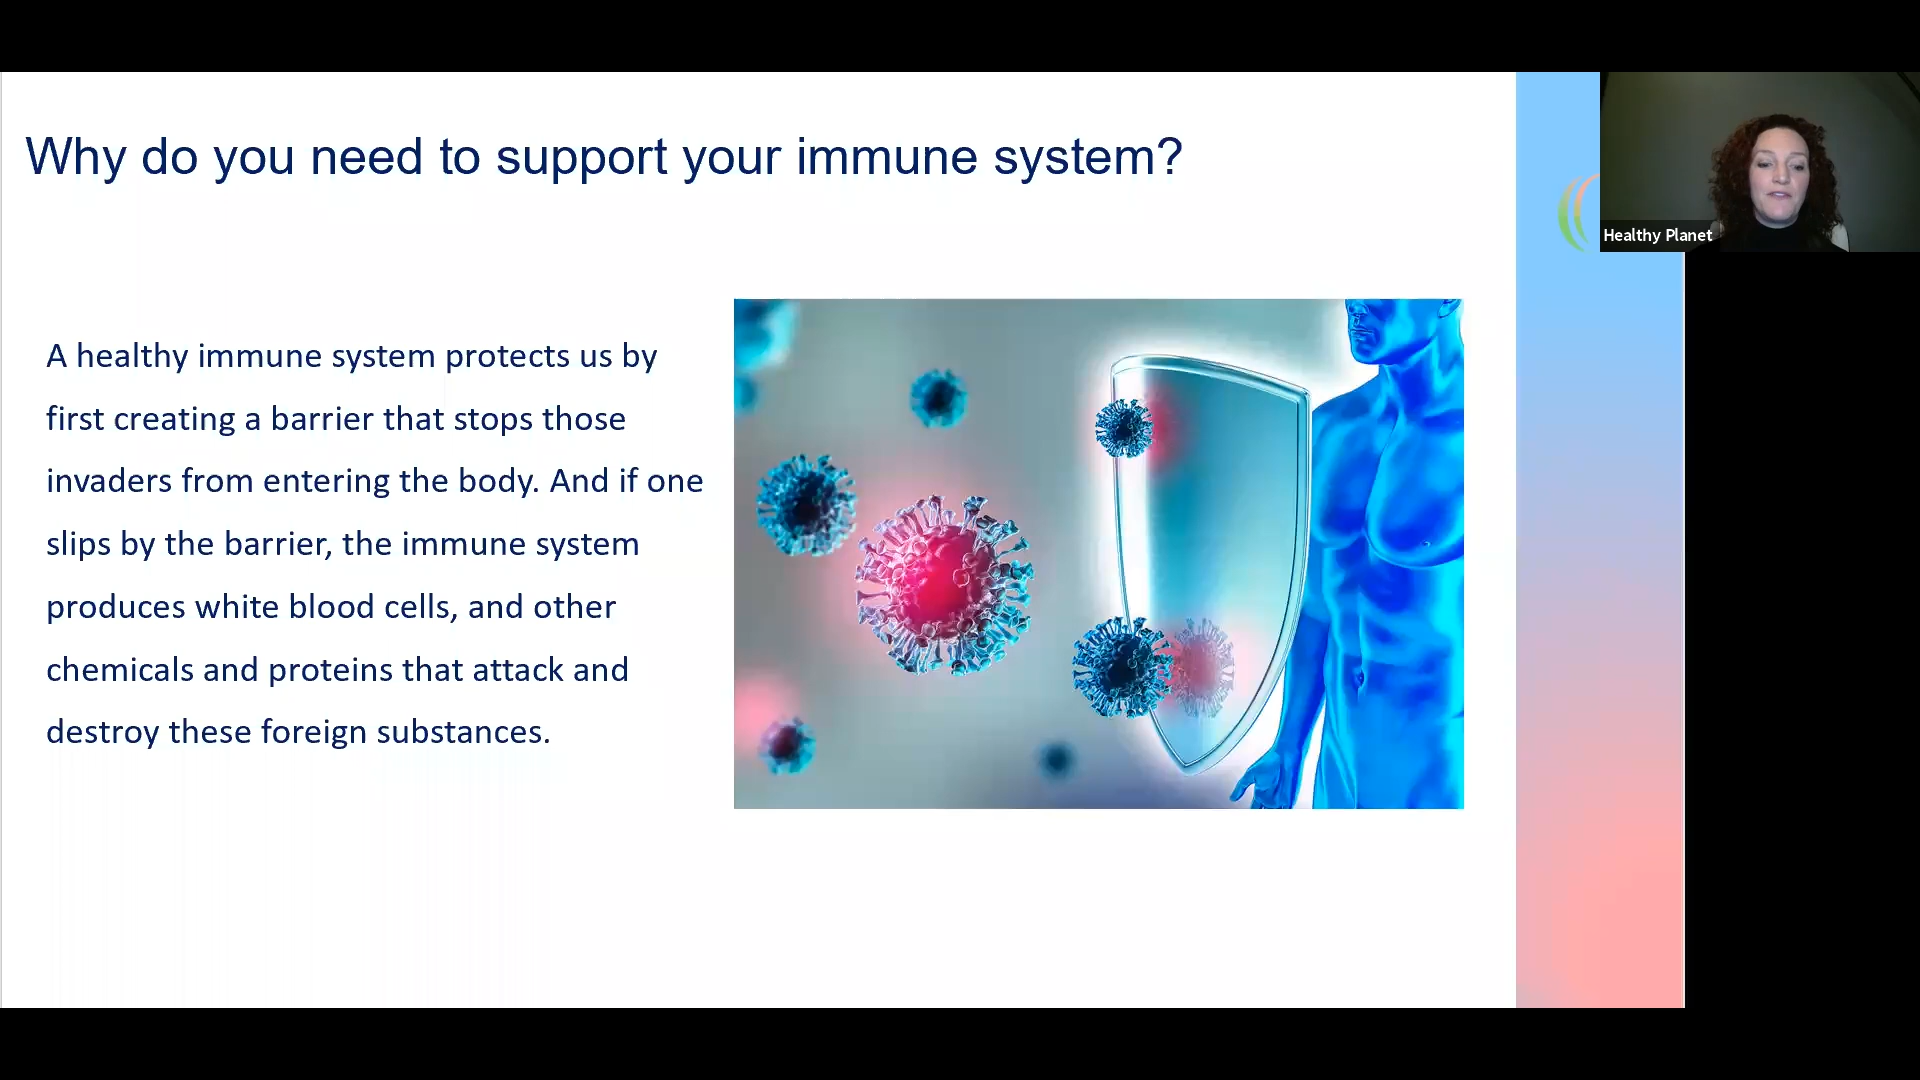 Why do you need to support your immune system?
Healthy Planet
A healthy immune system protects us by
first creating a barrier that stops those
invaders from entering the body. And if one
slips by the barrier, the immune system
produces white blood cells, and other
chemicals and proteins that attack and
destroy these foreign substances.